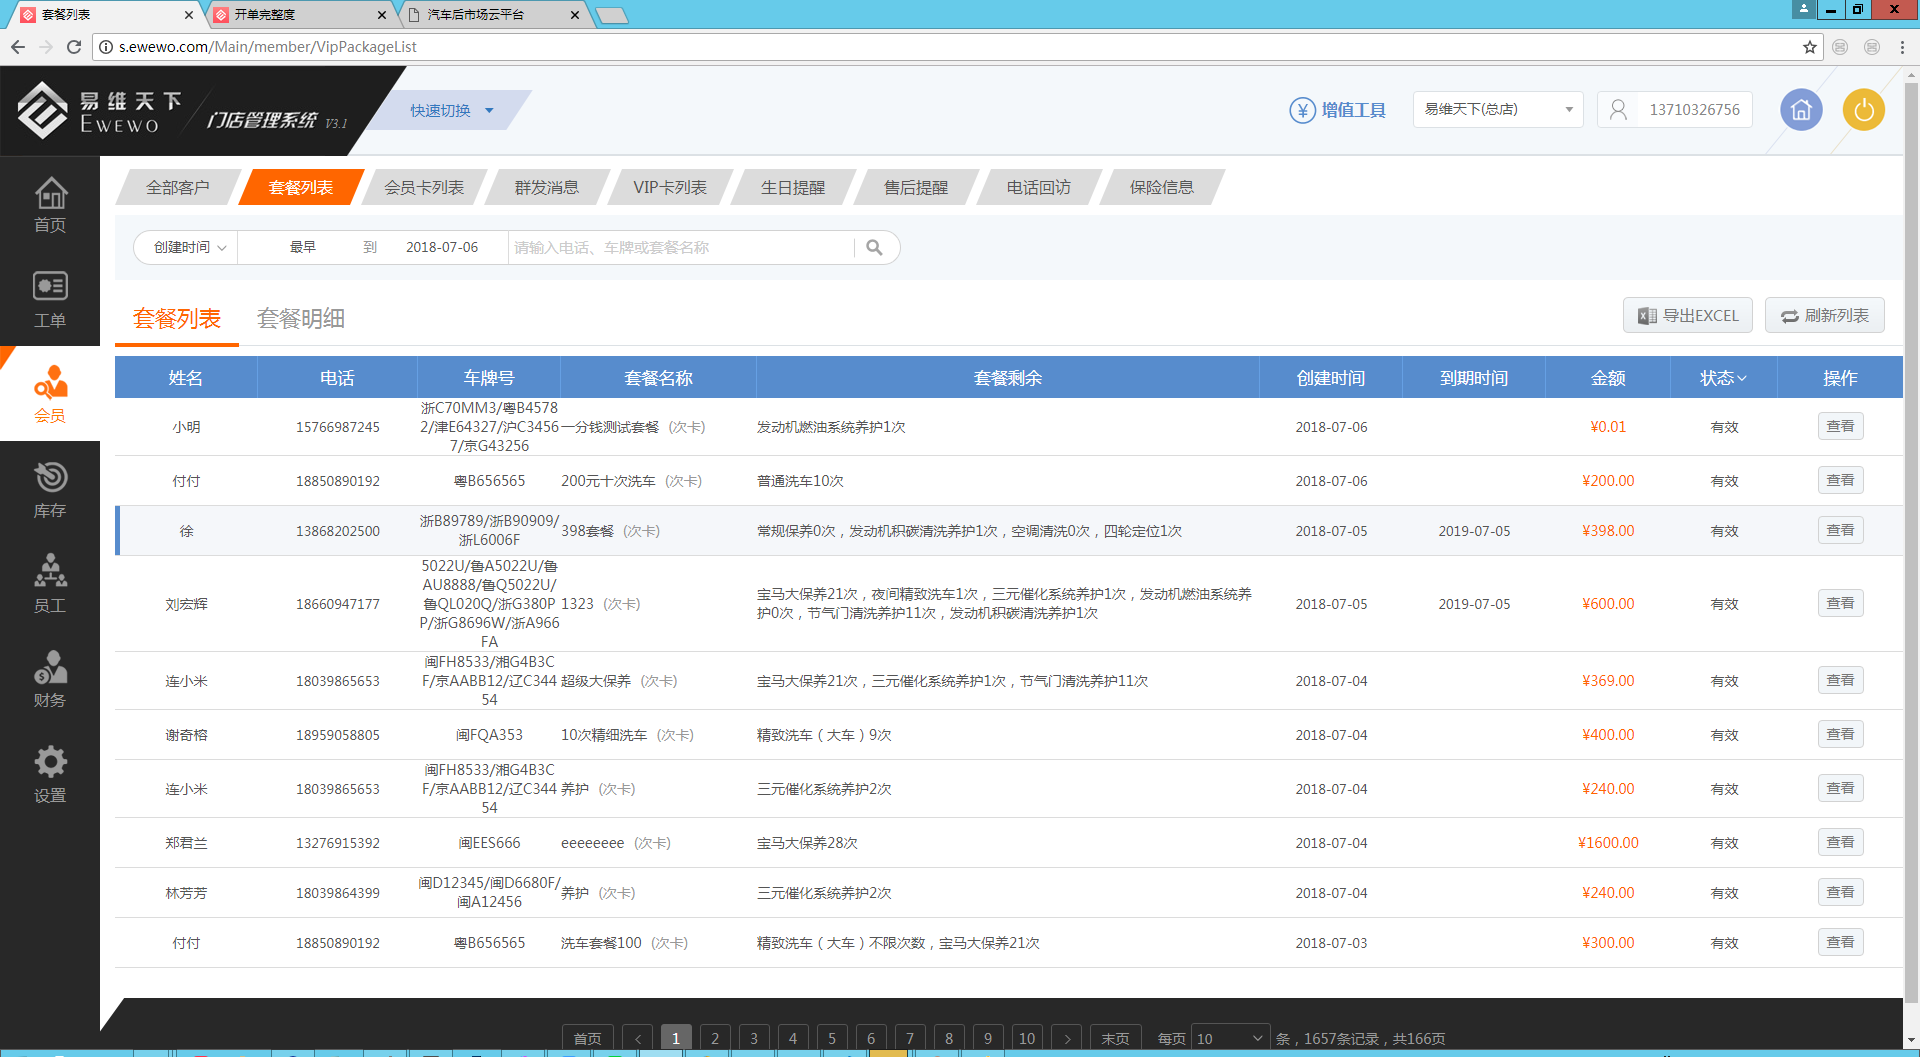 套餐列表
开单完整度
汽车后市场云平台
s.ewewo.com/Main/member/VipPackageList
易维天下
EWEWO
门店管理系统 V3.1
快速切换
增值工具
易维天下(总店)
13710326756
首页
工单
会员
库存
员工
财务
设置
全部客户
套餐列表
会员卡列表
群发消息
VIP卡列表
生日提醒
售后提醒
电话回访
保险信息
创建时间 最早 到 2018-07-06 请输入电话、车牌或套餐名称
套餐列表 套餐明细
导出EXCEL 刷新列表
姓名 电话 车牌号 套餐名称 套餐剩余 创建时间 到期时间 金额 状态 操作
浙C70MM3/粤B4578
小明 15766987245 2/津E64327/沪C3456 一分钱测试套餐 (次卡) 发动机燃油系统养护1次 2018-07-06 ¥0.01 有效 查看
7/京G43256
付付 18850890192 粤B656565 200元十次洗车 (次卡) 普通洗车10次 2018-07-06 ¥200.00 有效 查看
浙B89789/浙B90909/
徐 13868202500 398套餐 (次卡) 常规保养0次，发动机积碳清洗养护1次，空调清洗0次，四轮定位1次 2018-07-05 2019-07-05 ¥398.00 有效 查看
浙L6006F
5022U/鲁A5022U/鲁
AU8888/鲁Q5022U/
宝马大保养21次，夜间精致洗车1次，三元催化系统养护1次，发动机燃油系统养
刘宏辉 18660947177 鲁QL020Q/浙G380P 1323 (次卡) 2018-07-05 2019-07-05 ¥600.00 有效 查看
护0次，节气门清洗养护11次，发动机积碳清洗养护1次
P/浙G8696W/浙A966
FA
闽FH8533/湘G4B3C
连小米 18039865653 F/京AABB12/辽C344 超级大保养 (次卡) 宝马大保养21次，三元催化系统养护1次，节气门清洗养护11次 2018-07-04 ¥369.00 有效 查看
54
谢奇榕 18959058805 闽FQA353 10次精细洗车 (次卡) 精致洗车（大车）9次 2018-07-04 ¥400.00 有效 查看
闽FH8533/湘G4B3C
连小米 18039865653 F/京AABB12/辽C344 养护 (次卡) 三元催化系统养护2次 2018-07-04 ¥240.00 有效 查看
54
郑君兰 13276915392 闽EES666 eeeeeeee (次卡) 宝马大保养28次 2018-07-04 ¥1600.00 有效 查看
闽D12345/闽D6680F/
林芳芳 18039864399 养护 (次卡) 三元催化系统养护2次 2018-07-04 ¥240.00 有效 查看
闽A12456
付付 18850890192 粤B656565 洗车套餐100 (次卡) 精致洗车（大车）不限次数，宝马大保养21次 2018-07-03 ¥300.00 有效 查看
首页 < 1 2 3 4 5 6 7 8 9 10 > 末页 每页 10 条，1657条记录，共166页